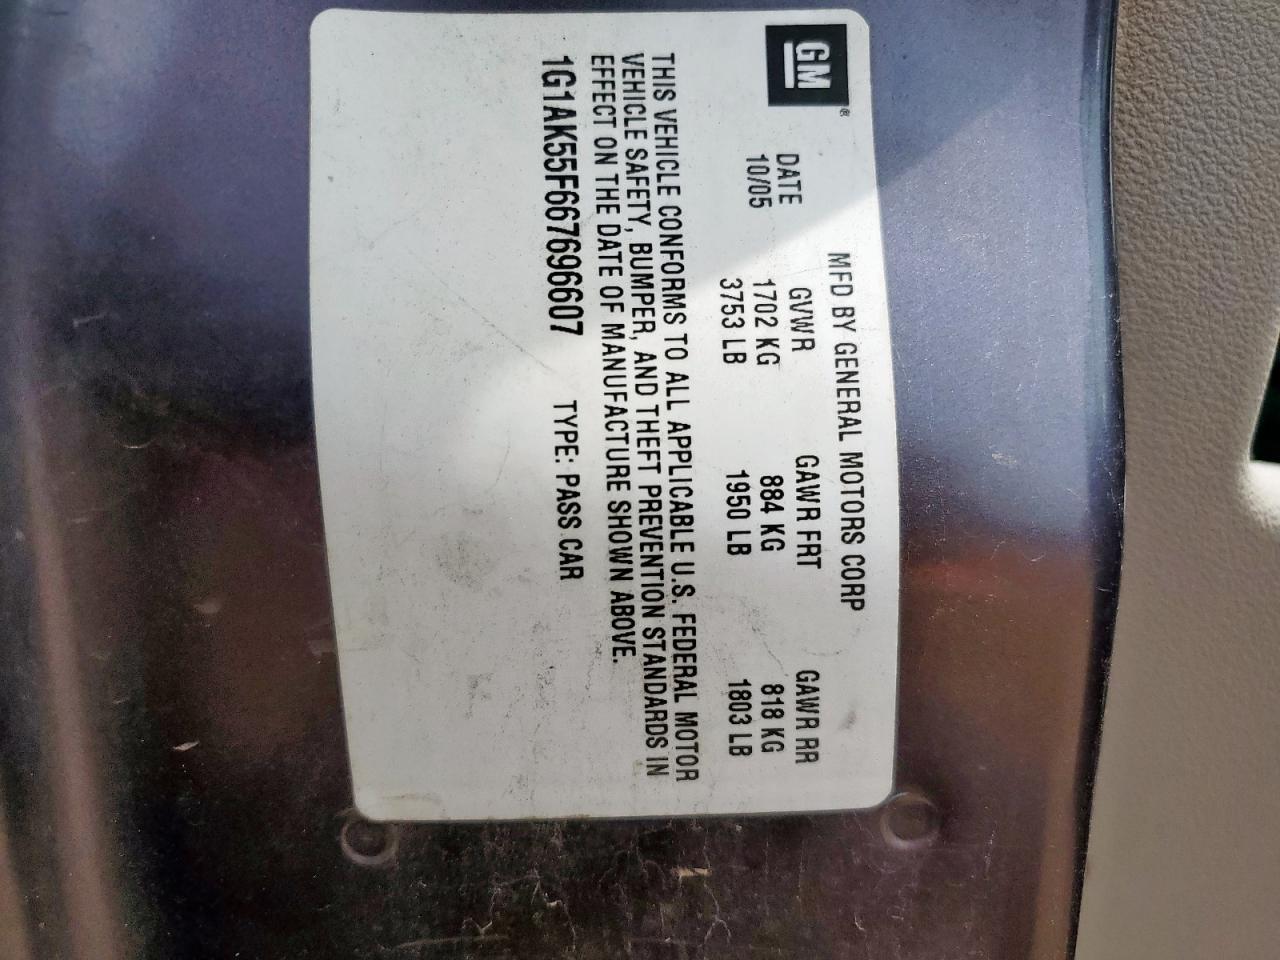 GM®
MFD BY GENERAL MOTORS CORP
DATE GVWR GAWR FRT GAWR RR
10/05 1702 KG 884 KG 818 KG
3753 LB 1950 LB 1803 LB
THIS VEHICLE CONFORMS TO ALL APPLICABLE U.S. FEDERAL MOTOR
VEHICLE SAFETY, BUMPER, AND THEFT PREVENTION STANDARDS IN
EFFECT ON THE DATE OF MANUFACTURE SHOWN ABOVE.
1G1AK55F667696607 TYPE: PASS CAR